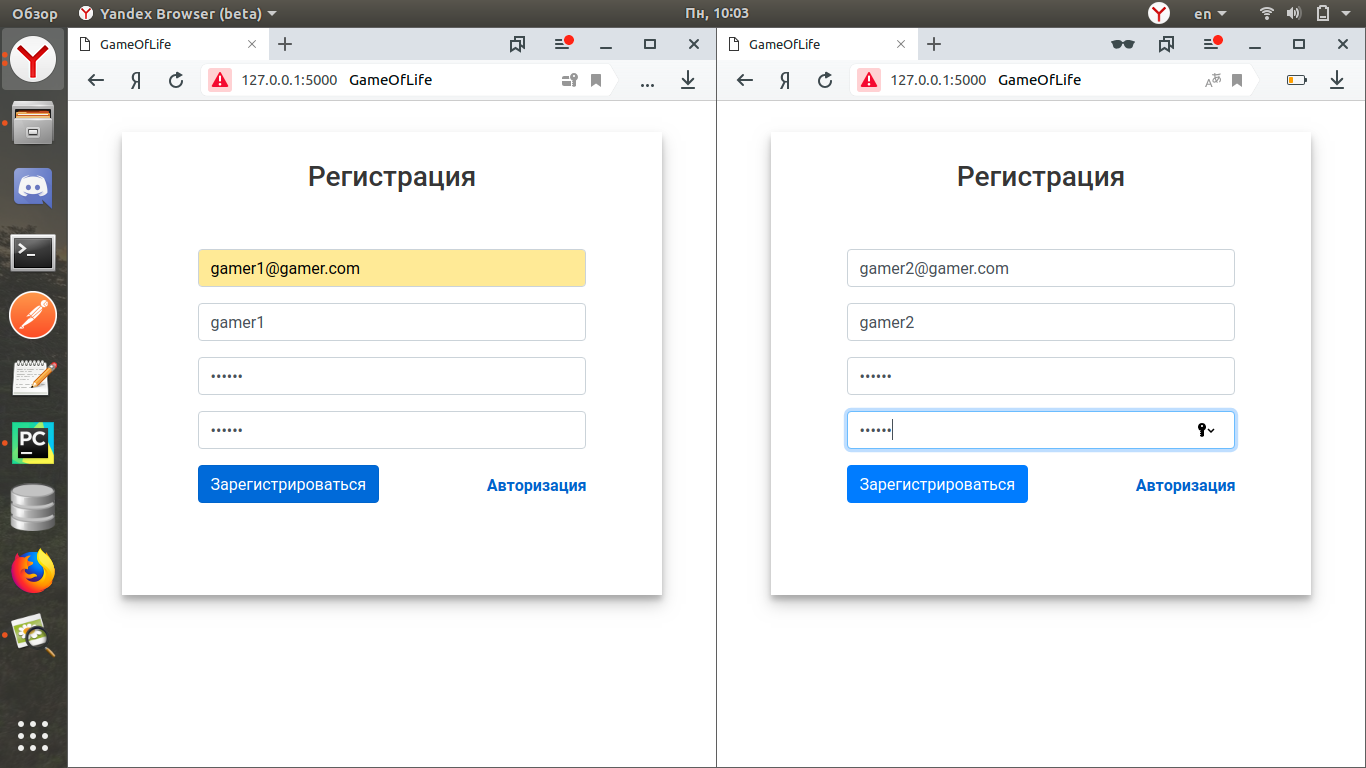 Обзор Yandex Browser (beta) Пн, 10:03 en
GameOfLife
127.0.0.1:5000 GameOfLife
Регистрация
gamer1@gamer.com
gamer1
••••••
••••••
Зарегистрироваться Авторизация
GameOfLife
127.0.0.1:5000 GameOfLife
Регистрация
gamer2@gamer.com
gamer2
••••••
••••••
Зарегистрироваться Авторизация
PC